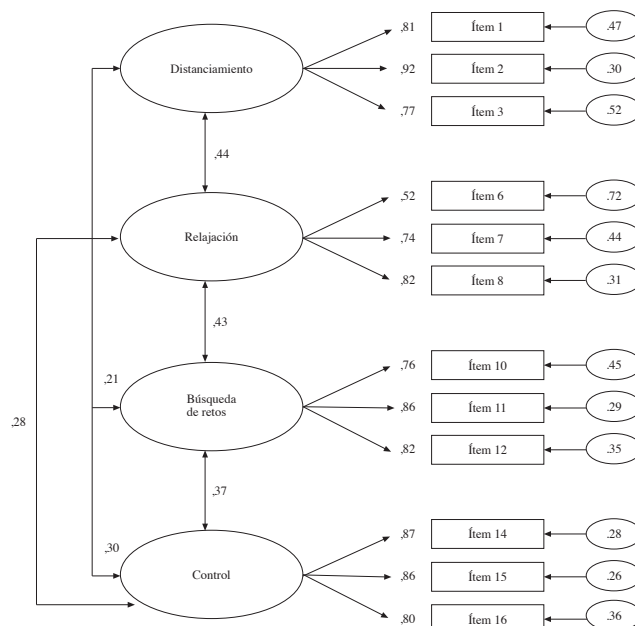 ,81 Ítem 1 .47
Distanciamiento ,92 Ítem 2 .30
,77 Ítem 3 .52
,44
,52 Ítem 6 .72
Relajación ,74 Ítem 7 .44
,82 Ítem 8 .31
,43
,76 Ítem 10 .45
,21
Búsqueda
de retos
,86 Ítem 11 .29
,28
,82 Ítem 12 .35
,37
,87 Ítem 14 .28
,30
Control ,86 Ítem 15 .26
,80 Ítem 16 .36